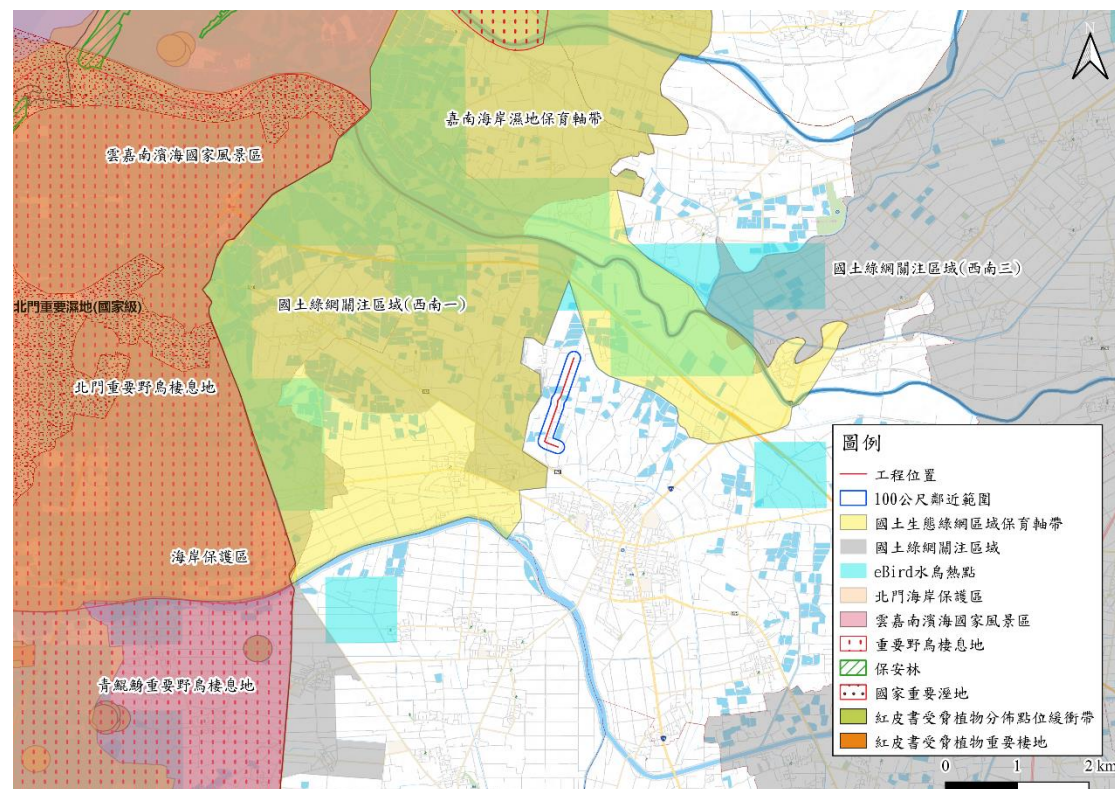 N
嘉南海岸濕地保育軸帶
雲嘉南濱海國家風景區
國土綠網關注區域(西南三)
國土綠網關注區域(西南一)
北門重要濕地(國家級)
北門重要野鳥棲息地
海岸保護區
青鯤鯓重要野鳥棲息地
圖例
工程位置
100公尺鄰近範圍
國土生態綠網區域保育軸帶
國土綠網關注區域
eBird水鳥熱點
北門海岸保護區
雲嘉南濱海國家風景區
重要野鳥棲息地
保安林
國家重要溼地
紅皮書受脅植物分佈點位緩衝帶
紅皮書受脅植物重要棲地
0 1 2 km